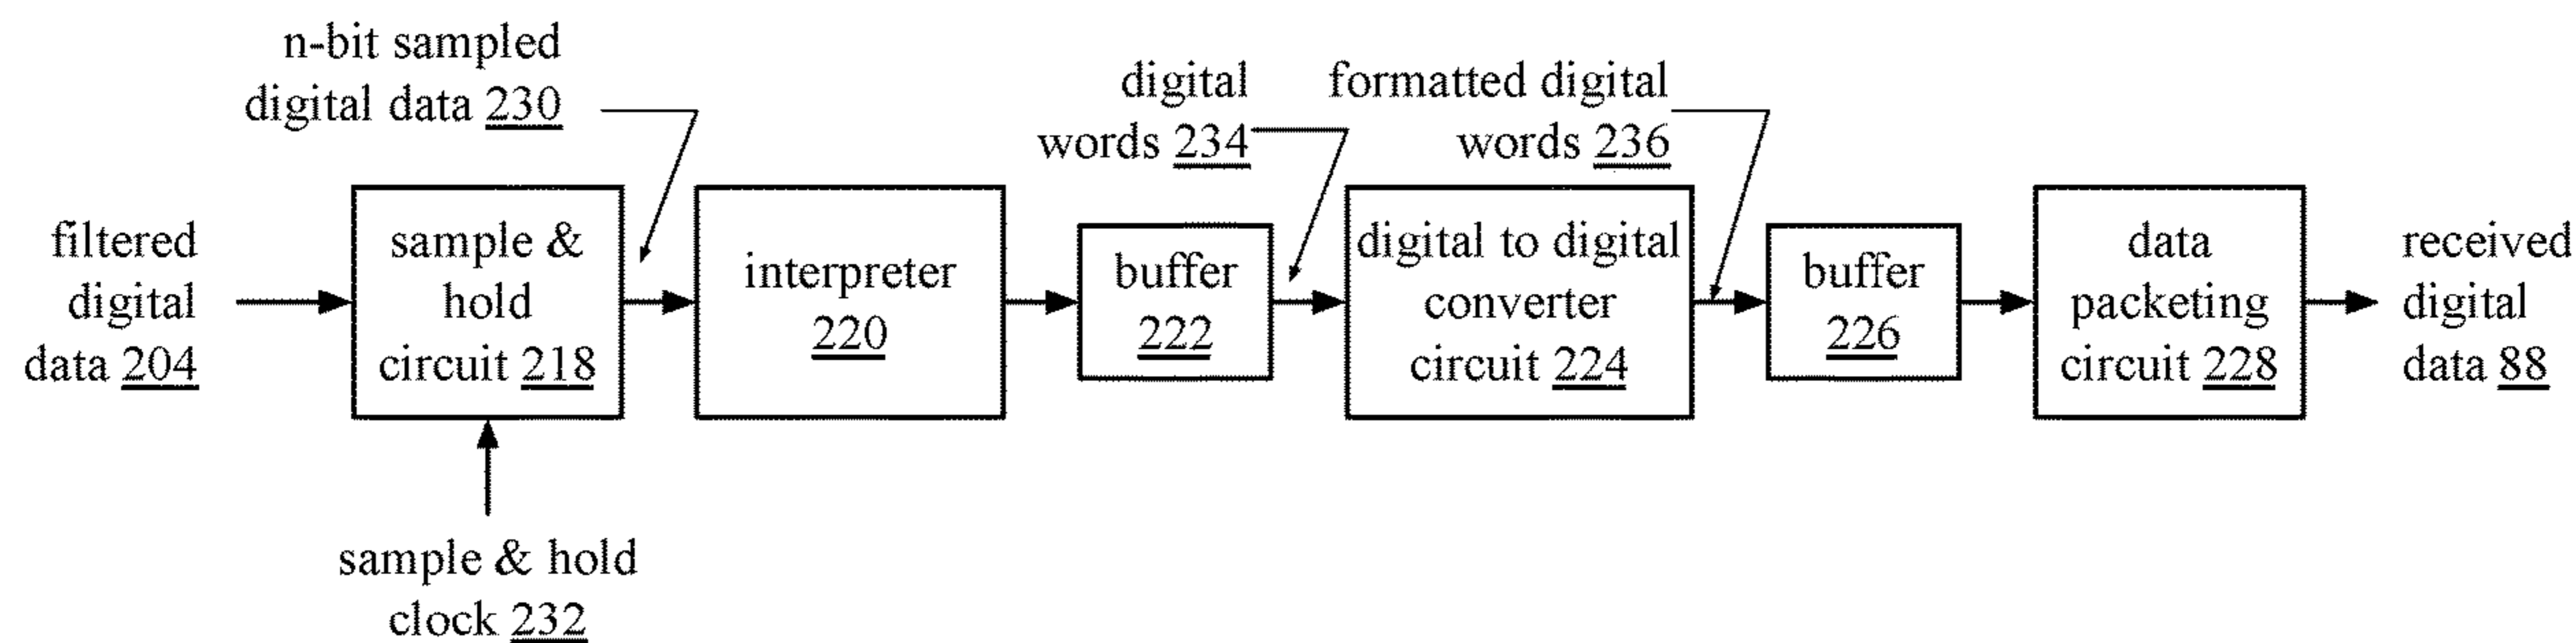 n-bit sampled
digital data 230
digital
words 234
formatted digital
words 236
filtered
digital
data 204
sample &
hold
circuit 218
interpreter
220
buffer
222
digital to digital
converter
circuit 224
buffer
226
data
packeting
circuit 228
received
digital
data 88
sample & hold
clock 232